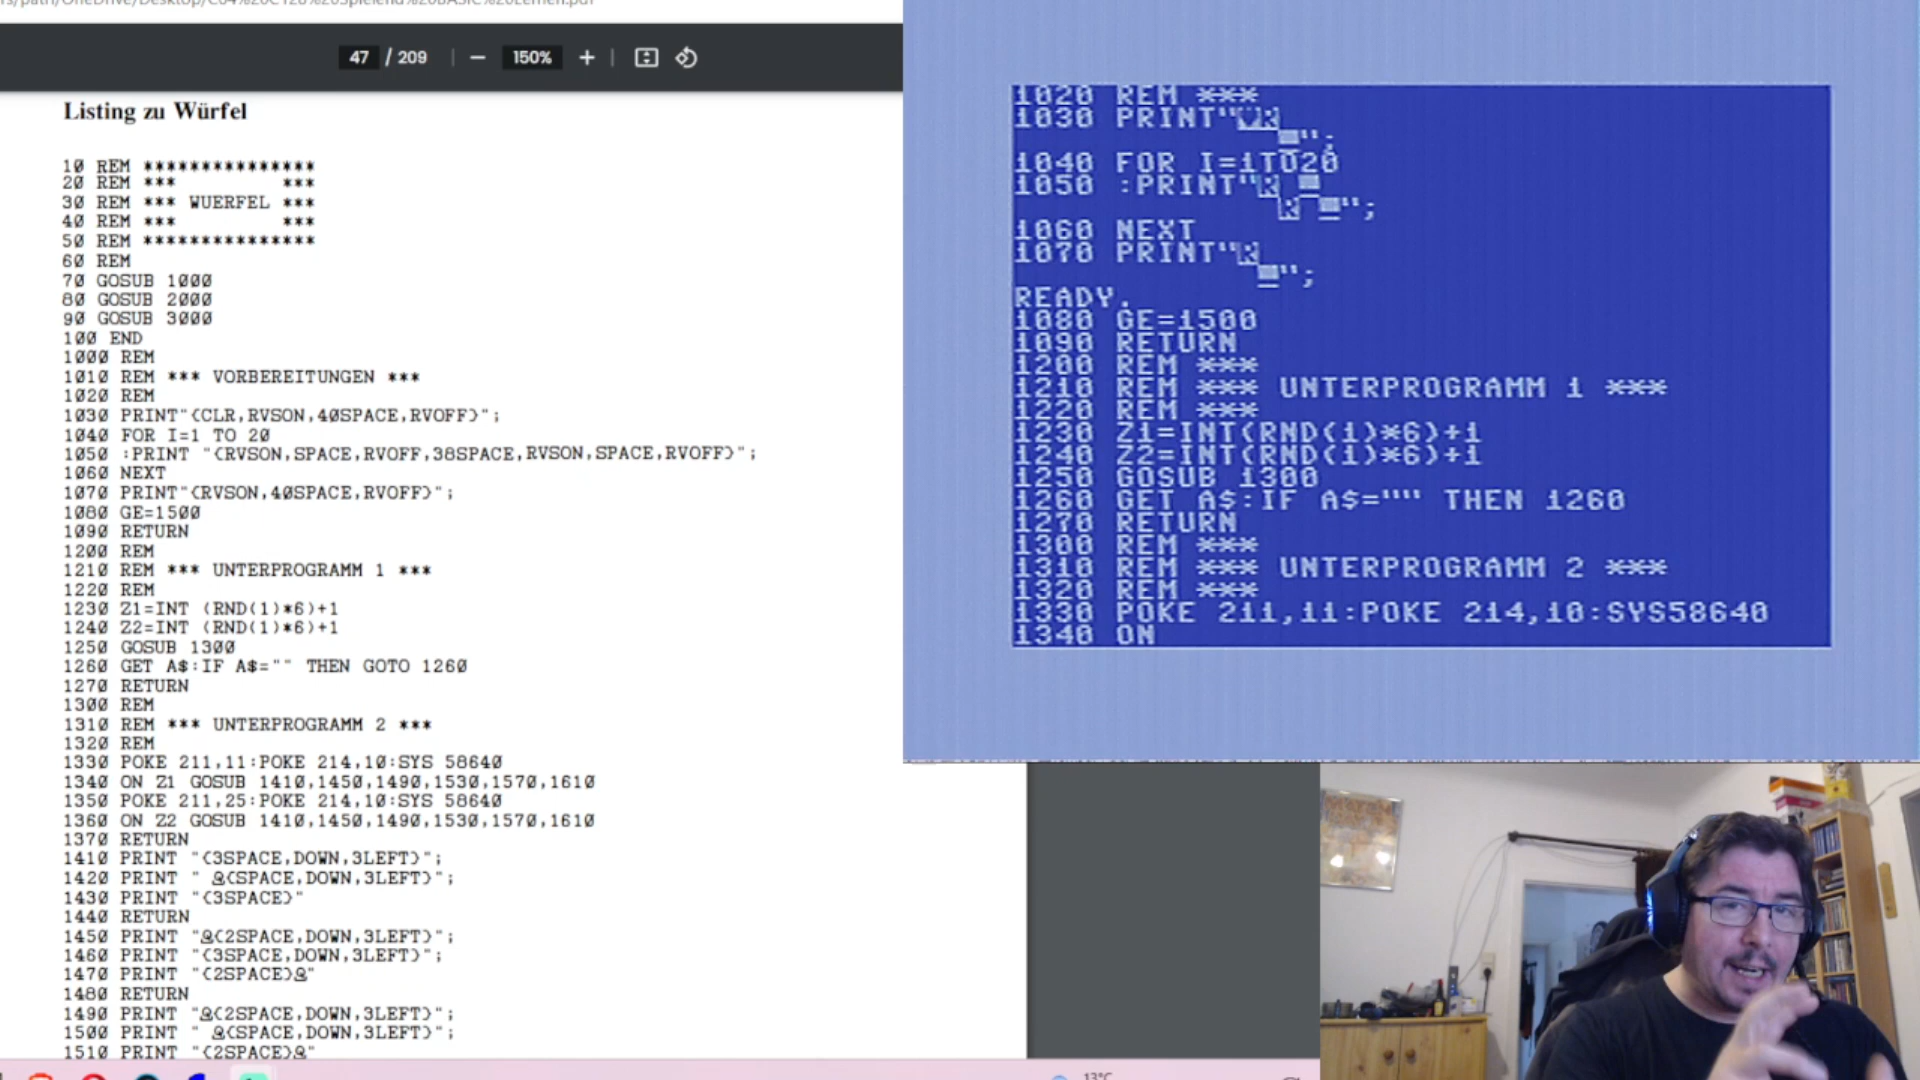 rs/path/OneDrive/Desktop/C64%20C128%20Spielend%20BASIC%20Lernen.pdf
47 / 209 150%
Listing zu Würfel
10 REM ***************
20 REM *** ***
30 REM *** WUERFEL ***
40 REM *** ***
50 REM ***************
60 REM
70 GOSUB 1000
80 GOSUB 2000
90 GOSUB 3000
100 END
1000 REM
1010 REM *** VORBEREITUNGEN ***
1020 REM
1030 PRINT"{CLR,RVSON,40SPACE,RVOFF}";
1040 FOR I=1 TO 20
1050 :PRINT "{RVSON,SPACE,RVOFF,38SPACE,RVSON,SPACE,RVOFF}";
1060 NEXT
1070 PRINT"{RVSON,40SPACE,RVOFF}";
1080 GE=1500
1090 RETURN
1200 REM
1210 REM *** UNTERPROGRAMM 1 ***
1220 REM
1230 Z1=INT (RND(1)*6)+1
1240 Z2=INT (RND(1)*6)+1
1250 GOSUB 1300
1260 GET A$:IF A$="" THEN GOTO 1260
1270 RETURN
1300 REM
1310 REM *** UNTERPROGRAMM 2 ***
1320 REM
1330 POKE 211,11:POKE 214,10:SYS 58640
1340 ON Z1 GOSUB 1410,1450,1490,1530,1570,1610
1350 POKE 211,25:POKE 214,10:SYS 58640
1360 ON Z2 GOSUB 1410,1450,1490,1530,1570,1610
1370 RETURN
1410 PRINT "{3SPACE,DOWN,3LEFT}";
1420 PRINT " Q{SPACE,DOWN,3LEFT}";
1430 PRINT "{3SPACE}"
1440 RETURN
1450 PRINT "Q{2SPACE,DOWN,3LEFT}";
1460 PRINT "{3SPACE,DOWN,3LEFT}";
1470 PRINT "{2SPACE}Q"
1480 RETURN
1490 PRINT "Q{2SPACE,DOWN,3LEFT}";
1500 PRINT " Q{SPACE,DOWN,3LEFT}";
1510 PRINT "{2SPACE}Q"
1020 REM ***
1030 PRINT"♥R
▬";
1040 FOR I=1TO20
1050 :PRINT"R ▬
R ▬";
1060 NEXT
1070 PRINT"R
▬";
READY.
1080 GE=1500
1090 RETURN
1200 REM ***
1210 REM *** UNTERPROGRAMM 1 ***
1220 REM ***
1230 Z1=INT(RND(1)*6)+1
1240 Z2=INT(RND(1)*6)+1
1250 GOSUB 1300
1260 GET A$:IF A$="" THEN 1260
1270 RETURN
1300 REM ***
1310 REM *** UNTERPROGRAMM 2 ***
1320 REM ***
1330 POKE 211,11:POKE 214,10:SYS58640
1340 ON
13°C